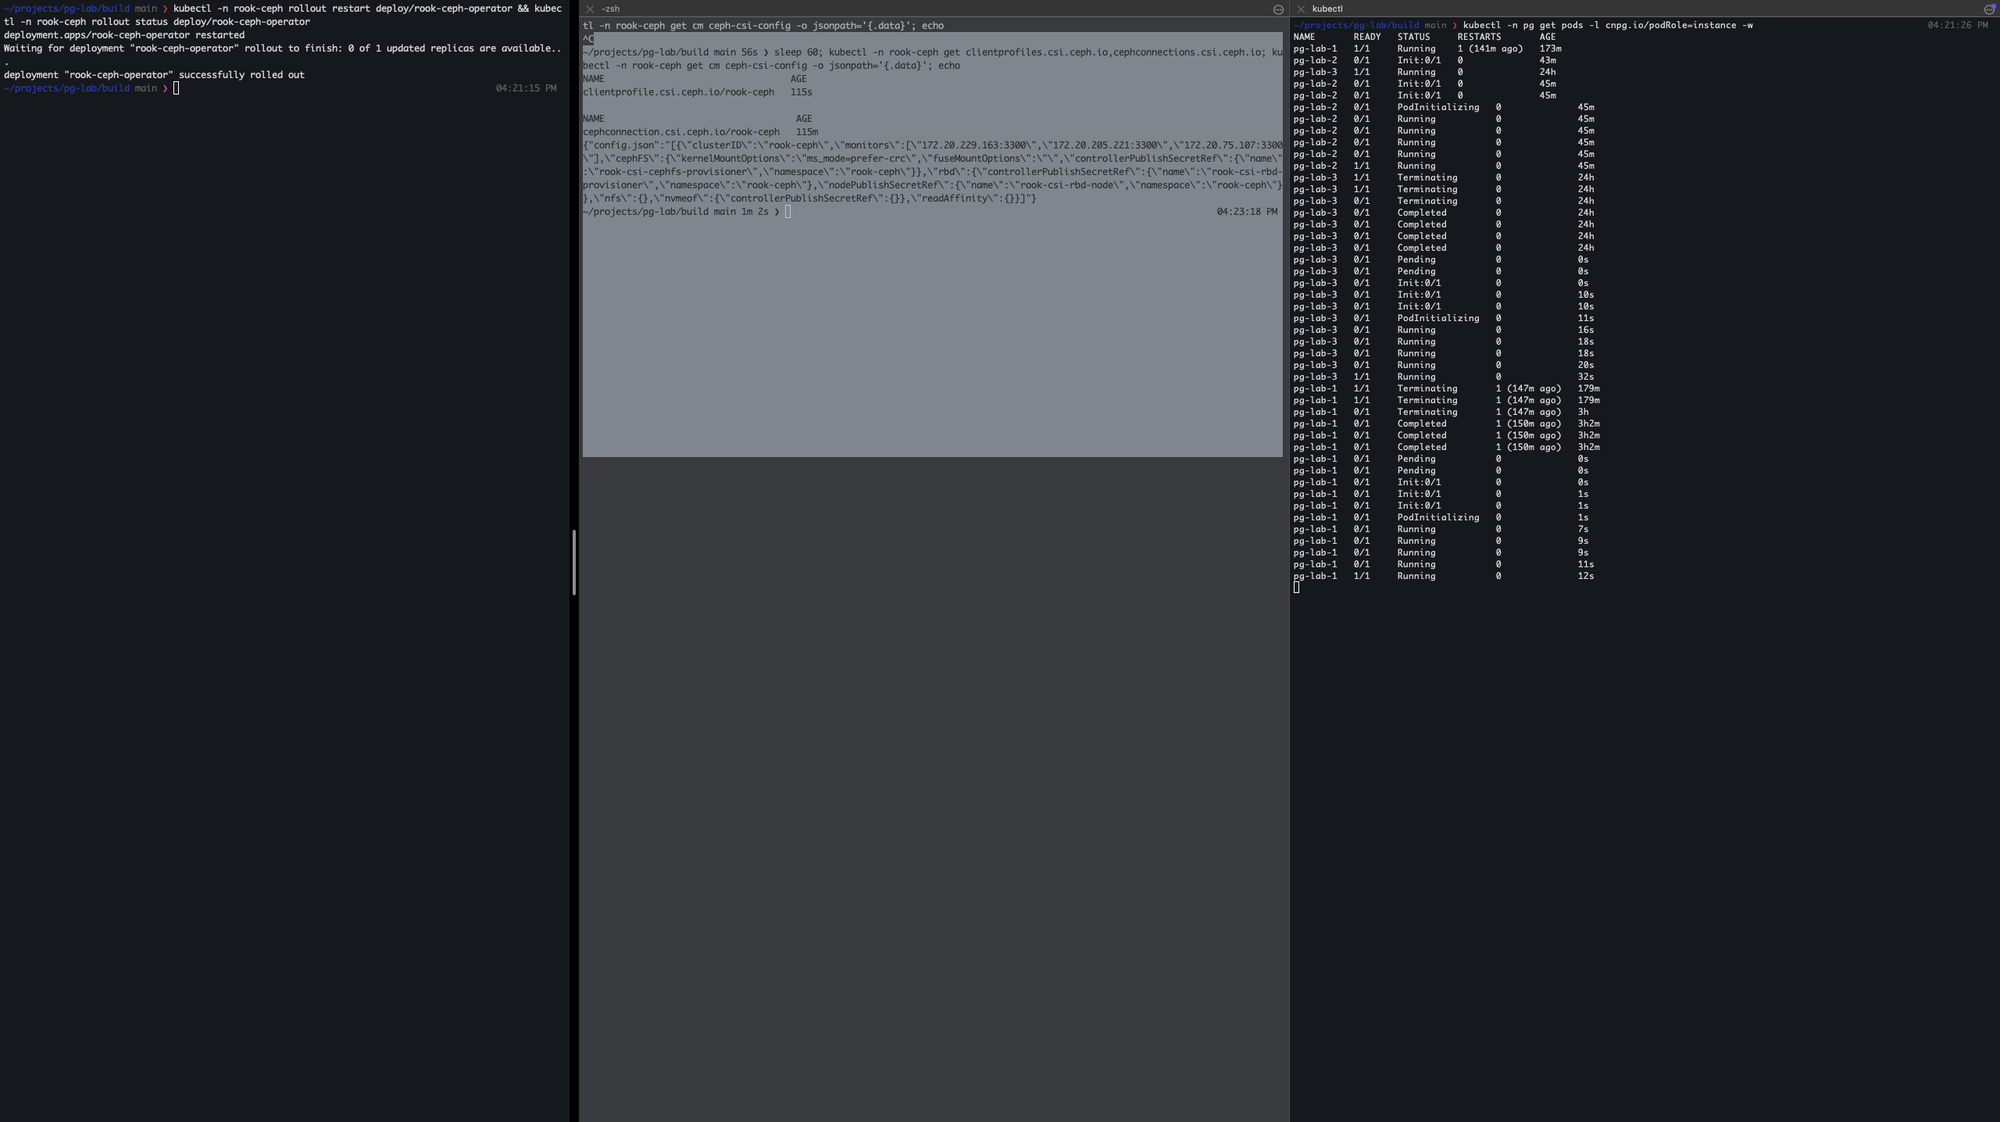 ~/projects/pg-lab/build main ❯ kubectl -n rook-ceph rollout restart deploy/rook-ceph-operator && kubec
tl -n rook-ceph rollout status deploy/rook-ceph-operator
deployment.apps/rook-ceph-operator restarted
Waiting for deployment "rook-ceph-operator" rollout to finish: 0 of 1 updated replicas are available..
.
deployment "rook-ceph-operator" successfully rolled out
~/projects/pg-lab/build main ❯ 04:21:15 PM
-zsh
tl -n rook-ceph get cm ceph-csi-config -o jsonpath='{.data}'; echo
^C
~/projects/pg-lab/build main 56s ❯ sleep 60; kubectl -n rook-ceph get clientprofiles.csi.ceph.io,cephconnections.csi.ceph.io; ku
bectl -n rook-ceph get cm ceph-csi-config -o jsonpath='{.data}'; echo
NAME AGE
clientprofile.csi.ceph.io/rook-ceph 115s
NAME AGE
cephconnection.csi.ceph.io/rook-ceph 115m
{"config.json":"[{\"clusterID\":\"rook-ceph\",\"monitors\":[\"172.20.229.163:3300\",\"172.20.205.221:3300\",\"172.20.75.107:3300
\"],\"cephFS\":{\"kernelMountOptions\":\"ms_mode=prefer-crc\",\"fuseMountOptions\":\"\",\"controllerPublishSecretRef\":{\"name\"
:\"rook-csi-cephfs-provisioner\",\"namespace\":\"rook-ceph\"}},\"rbd\":{\"controllerPublishSecretRef\":{\"name\":\"rook-csi-rbd-
provisioner\",\"namespace\":\"rook-ceph\"},\"nodePublishSecretRef\":{\"name\":\"rook-csi-rbd-node\",\"namespace\":\"rook-ceph\"}
},\"nfs\":{},\"nvmeof\":{\"controllerPublishSecretRef\":{}},\"readAffinity\":{}}]"}
~/projects/pg-lab/build main 1m 2s ❯ 04:23:18 PM
kubectl
~/projects/pg-lab/build main ❯ kubectl -n pg get pods -l cnpg.io/podRole=instance -w 04:21:26 PM
NAME READY STATUS RESTARTS AGE
pg-lab-1 1/1 Running 1 (141m ago) 173m
pg-lab-2 0/1 Init:0/1 0 43m
pg-lab-3 1/1 Running 0 24h
pg-lab-2 0/1 Init:0/1 0 45m
pg-lab-2 0/1 Init:0/1 0 45m
pg-lab-2 0/1 PodInitializing 0 45m
pg-lab-2 0/1 Running 0 45m
pg-lab-2 0/1 Running 0 45m
pg-lab-2 0/1 Running 0 45m
pg-lab-2 0/1 Running 0 45m
pg-lab-2 1/1 Running 0 45m
pg-lab-3 1/1 Terminating 0 24h
pg-lab-3 1/1 Terminating 0 24h
pg-lab-3 0/1 Terminating 0 24h
pg-lab-3 0/1 Completed 0 24h
pg-lab-3 0/1 Completed 0 24h
pg-lab-3 0/1 Completed 0 24h
pg-lab-3 0/1 Completed 0 24h
pg-lab-3 0/1 Pending 0 0s
pg-lab-3 0/1 Pending 0 0s
pg-lab-3 0/1 Init:0/1 0 0s
pg-lab-3 0/1 Init:0/1 0 10s
pg-lab-3 0/1 Init:0/1 0 10s
pg-lab-3 0/1 PodInitializing 0 11s
pg-lab-3 0/1 Running 0 16s
pg-lab-3 0/1 Running 0 18s
pg-lab-3 0/1 Running 0 18s
pg-lab-3 0/1 Running 0 20s
pg-lab-3 1/1 Running 0 32s
pg-lab-1 1/1 Terminating 1 (147m ago) 179m
pg-lab-1 1/1 Terminating 1 (147m ago) 179m
pg-lab-1 0/1 Terminating 1 (147m ago) 3h
pg-lab-1 0/1 Completed 1 (150m ago) 3h2m
pg-lab-1 0/1 Completed 1 (150m ago) 3h2m
pg-lab-1 0/1 Completed 1 (150m ago) 3h2m
pg-lab-1 0/1 Pending 0 0s
pg-lab-1 0/1 Pending 0 0s
pg-lab-1 0/1 Init:0/1 0 0s
pg-lab-1 0/1 Init:0/1 0 1s
pg-lab-1 0/1 Init:0/1 0 1s
pg-lab-1 0/1 PodInitializing 0 1s
pg-lab-1 0/1 Running 0 7s
pg-lab-1 0/1 Running 0 9s
pg-lab-1 0/1 Running 0 9s
pg-lab-1 0/1 Running 0 11s
pg-lab-1 1/1 Running 0 12s